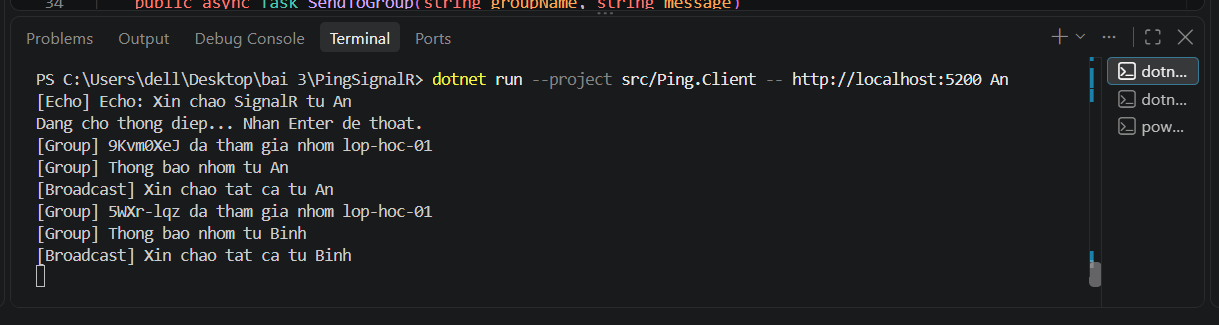 34 public async Task SendToGroup(string groupName, string message)
Problems Output Debug Console Terminal Ports
PS C:\Users\dell\Desktop\bai 3\PingSignalR> dotnet run --project src/Ping.Client -- http://localhost:5200 An
[Echo] Echo: Xin chao SignalR tu An
Dang cho thong diep... Nhan Enter de thoat.
[Group] 9Kvm0XeJ da tham gia nhom lop-hoc-01
[Group] Thong bao nhom tu An
[Broadcast] Xin chao tat ca tu An
[Group] 5WXr-lqz da tham gia nhom lop-hoc-01
[Group] Thong bao nhom tu Binh
[Broadcast] Xin chao tat ca tu Binh
dotn...
dotn...
pow...